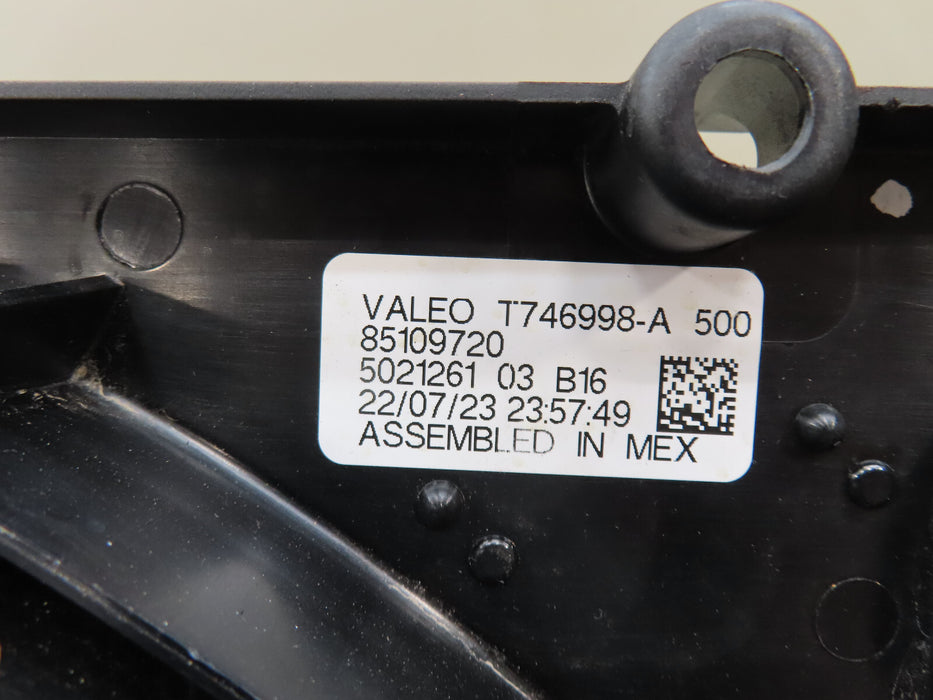 VALEO T746998-A 500
85109720
5021261 03 B16
22/07/23 23:57:49
ASSEMBLED IN MEX